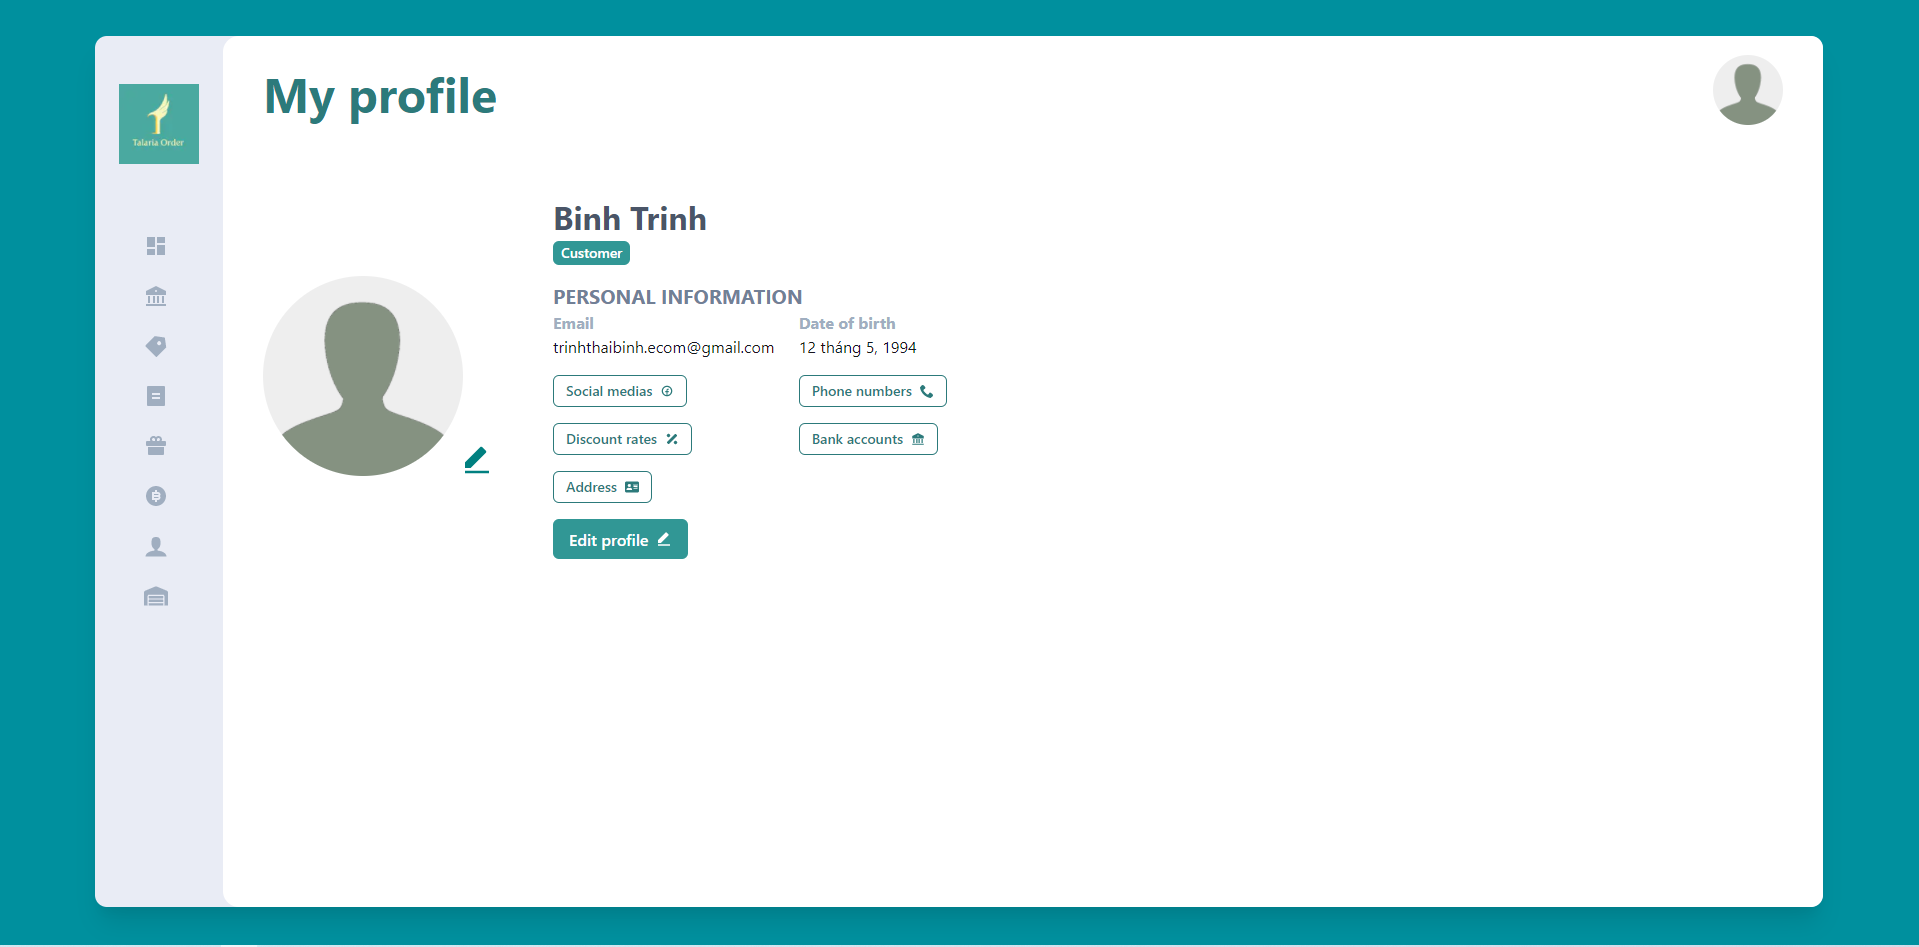 Talaria Order
My profile
Binh Trinh
Customer
PERSONAL INFORMATION
Email
trinhthaibinh.ecom@gmail.com
Date of birth
12 tháng 5, 1994
Social medias
Phone numbers
Discount rates
Bank accounts
Address
Edit profile